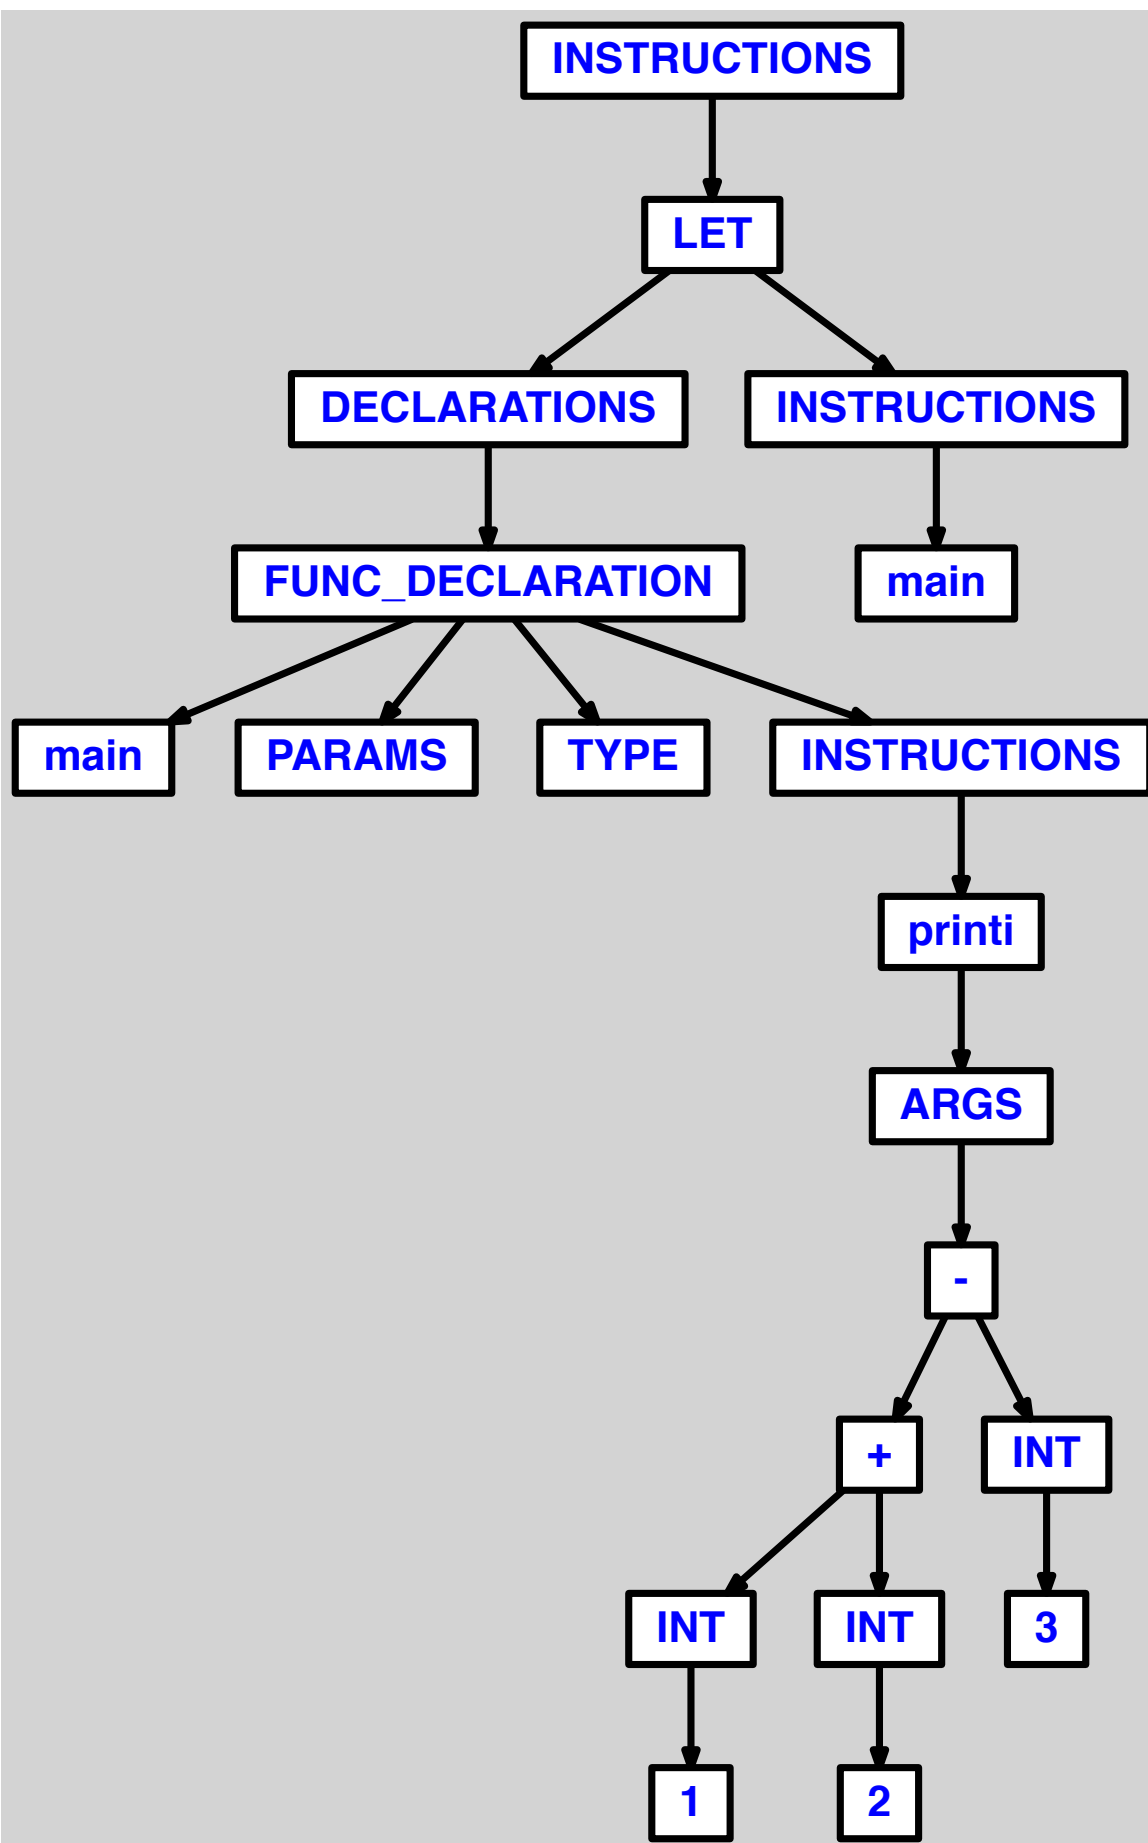 INSTRUCTIONS
LET
DECLARATIONS
INSTRUCTIONS
FUNC_DECLARATION
main
main
PARAMS
TYPE
INSTRUCTIONS
printi
ARGS
-
+
INT
INT
INT
3
1
2